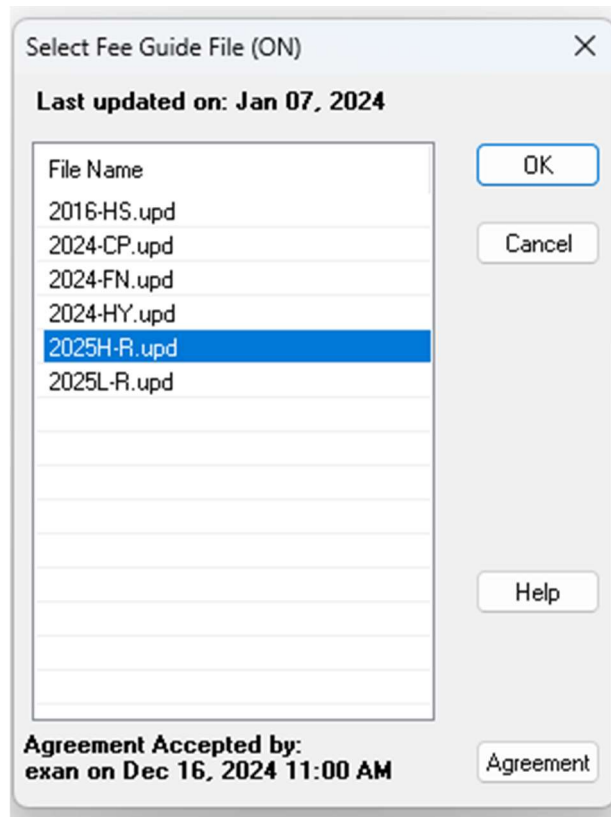 Select Fee Guide File (ON)
Last updated on: Jan 07, 2024
File Name
OK
2016-HS.upd
2024-CP.upd
Cancel
2024-FN.upd
2024-HY.upd
2025H-R.upd
2025L-R.upd
Help
Agreement Accepted by:
exan on Dec 16, 2024 11:00 AM
Agreement